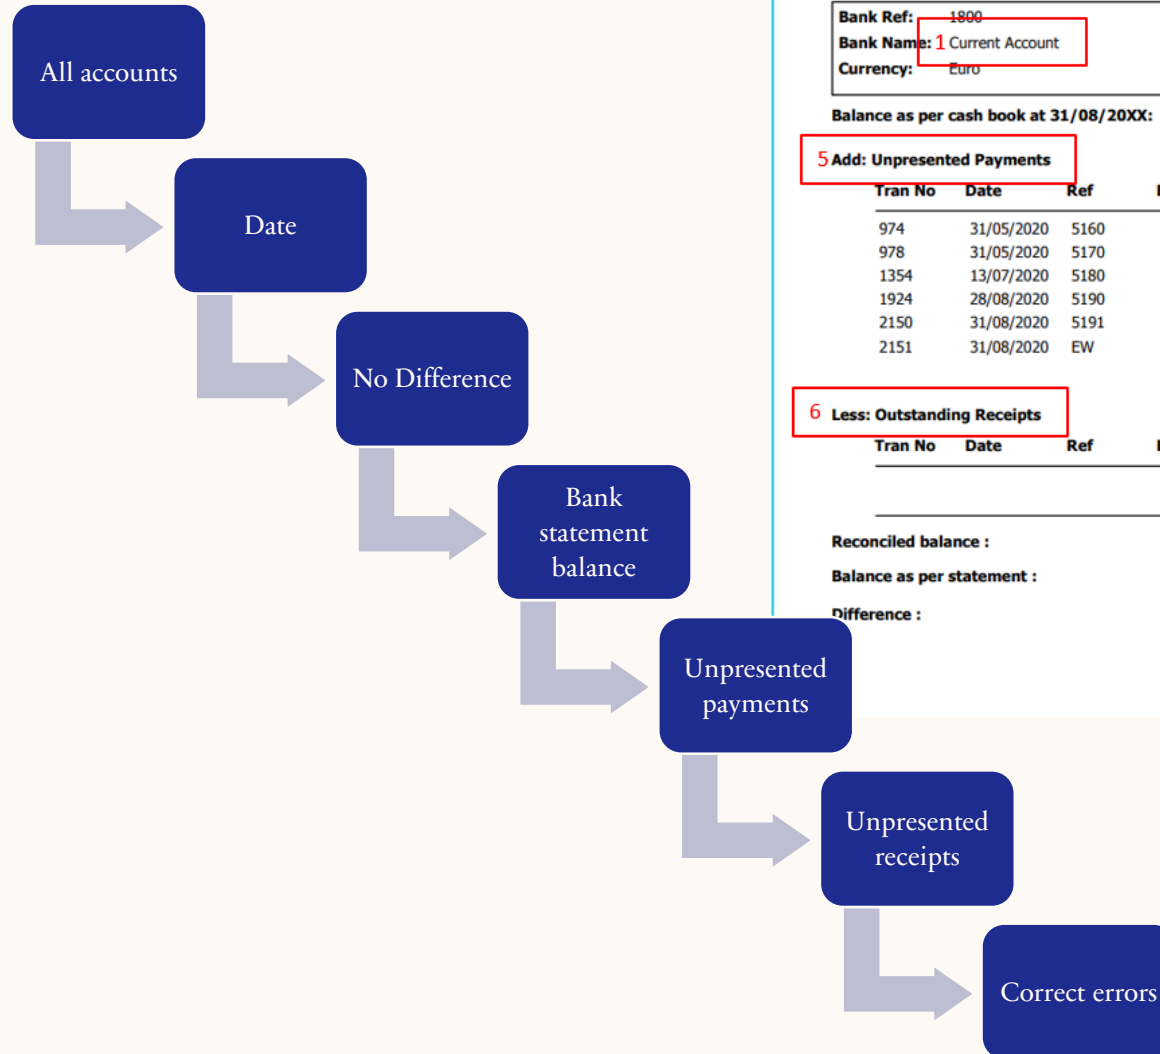 All accounts
Date
No Difference
Bank
statement
balance
Unpresented
payments
Unpresented
receipts
Correct errors
Bank Ref: 1800
Bank Name: 1 Current Account
Currency: Euro
Balance as per cash book at 31/08/20XX:
5 Add: Unpresented Payments
Tran No Date Ref
974 31/05/2020 5160
978 31/05/2020 5170
1354 13/07/2020 5180
1924 28/08/2020 5190
2150 31/08/2020 5191
2151 31/08/2020 EW
6 Less: Outstanding Receipts
Tran No Date Ref
Reconciled balance :
Balance as per statement :
Difference :